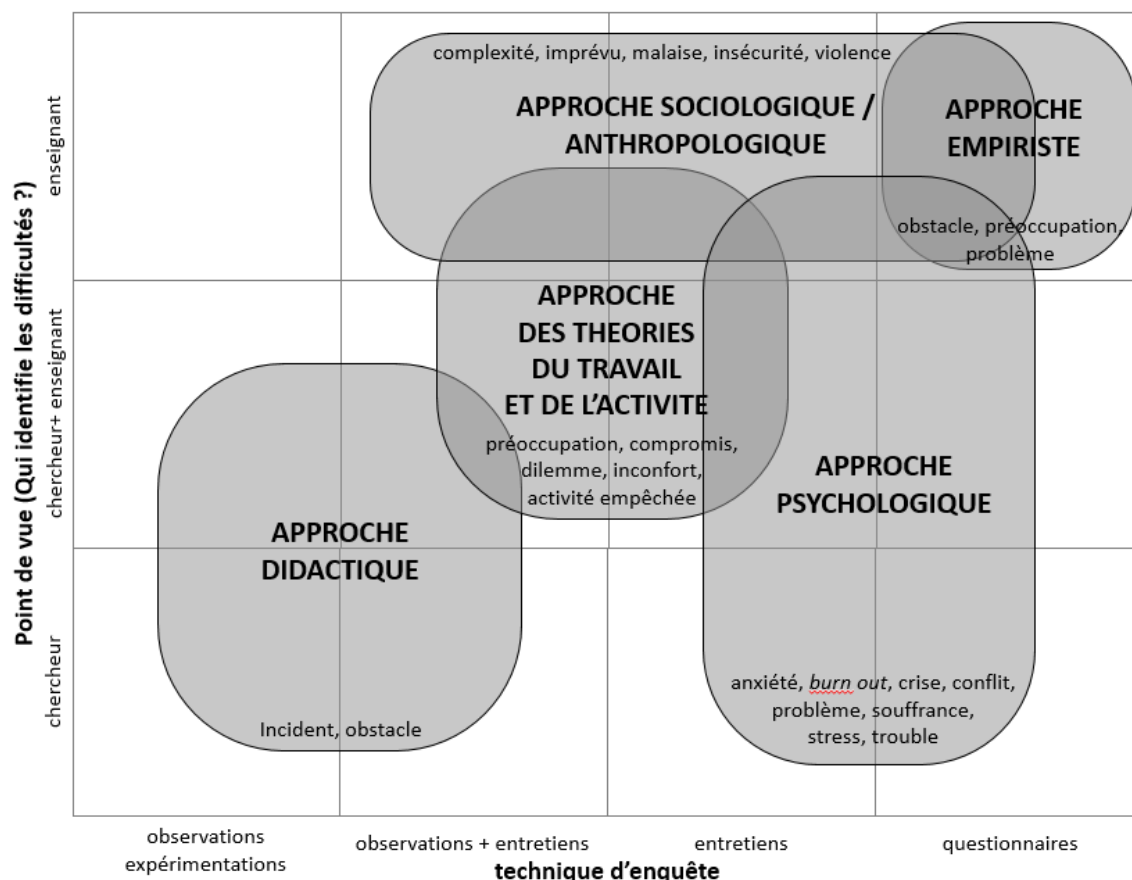 complexité, imprévu, malaise, insécurité, violence
APPROCHE SOCIOLOGIQUE /
ANTHROPOLOGIQUE
APPROCHE
EMPIRISTE
obstacle, préoccupation,
problème
APPROCHE
DES THEORIES
DU TRAVAIL
ET DE L'ACTIVITE
préoccupation, compromis,
dilemme, inconfort,
activité empêchée
APPROCHE
PSYCHOLOGIQUE
anxiété, burn out, crise, conflit,
problème, souffrance,
stress, trouble
APPROCHE
DIDACTIQUE
Incident, obstacle
Point de vue (Qui identifie les difficultés ?)
enseignant
chercheur+ enseignant
chercheur
observations
expérimentations
observations + entretiens
entretiens
questionnaires
technique d'enquête